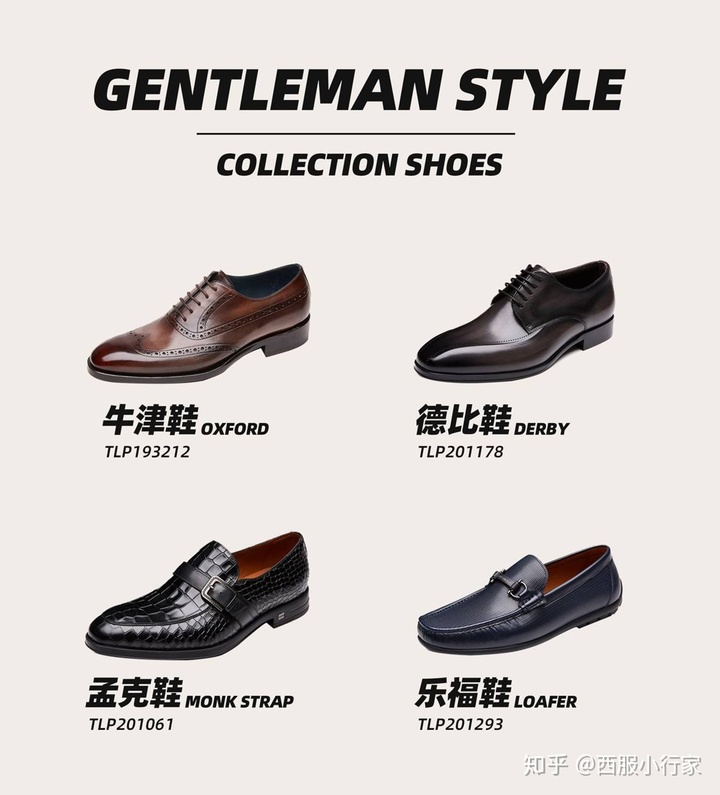 GENTLEMAN STYLE
COLLECTION SHOES
牛津鞋 OXFORD
TLP193212
德比鞋 DERBY
TLP201178
孟克鞋 MONK STRAP
TLP201061
乐福鞋 LOAFER
TLP201293
知乎 @西服小行家